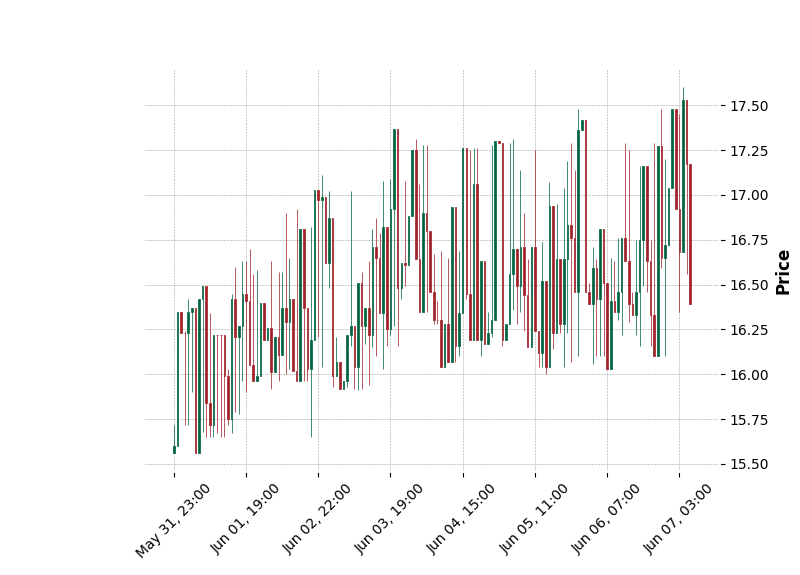 17.50
17.25
17.00
16.75
16.50
16.25
16.00
15.75
15.50
Price
May 31, 23:00
Jun 01, 19:00
Jun 02, 22:00
Jun 03, 19:00
Jun 04, 15:00
Jun 05, 11:00
Jun 06, 07:00
Jun 07, 03:00